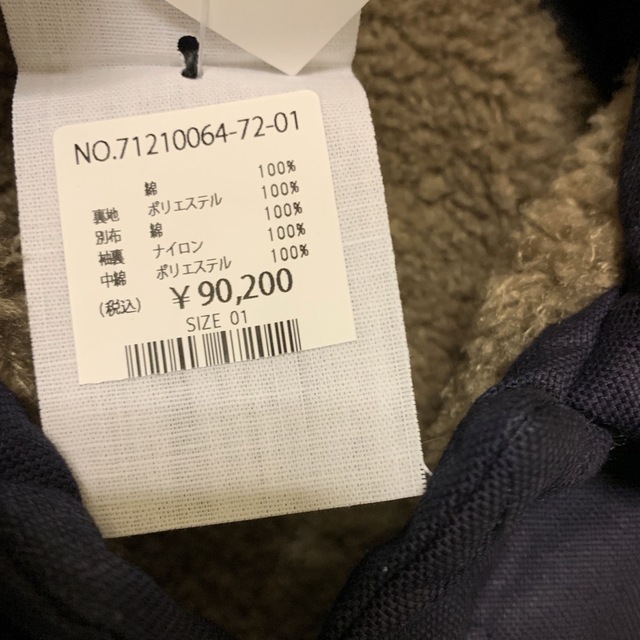 NO.71210064-72-01
綿 100%
裏地 ポリエステル 100%
別布 綿 100%
袖裏 ナイロン 100%
中綿 ポリエステル 100%
(税込) ¥90,200
SIZE 01